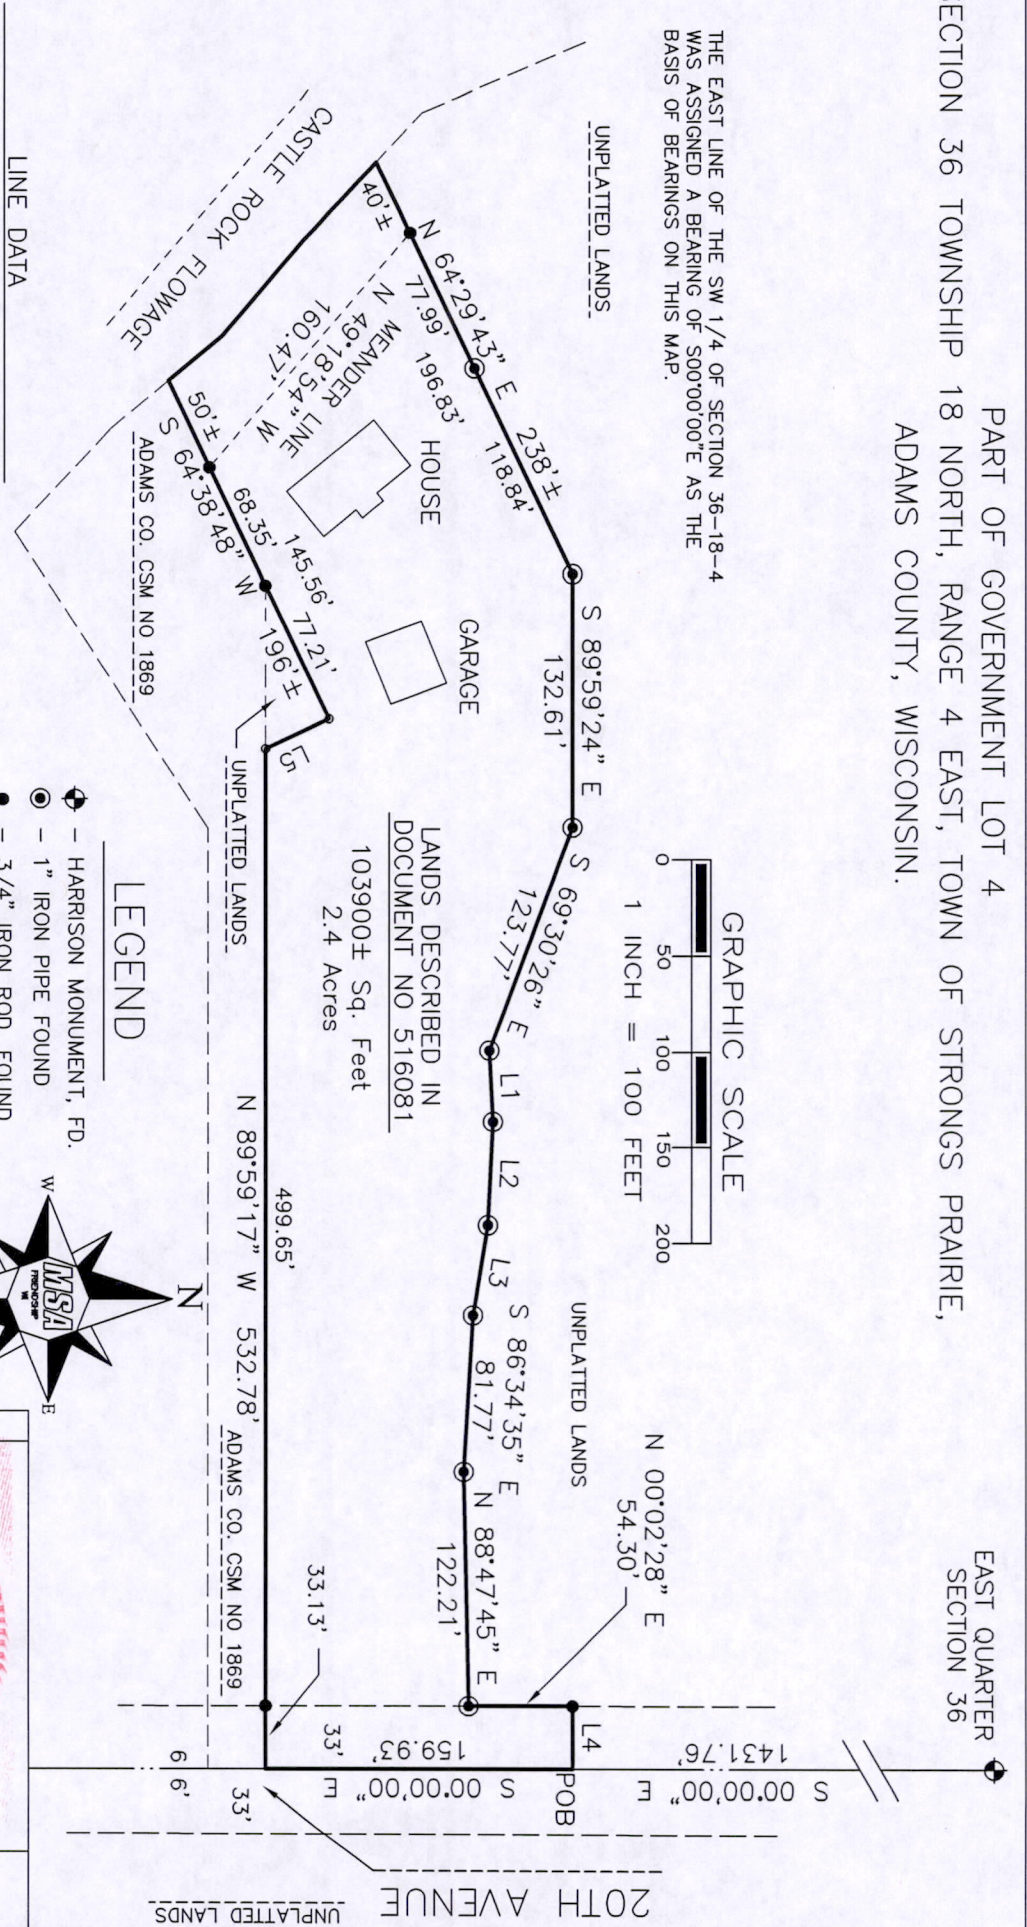 PART OF GOVERNMENT LOT 4
SECTION 36 TOWNSHIP 18 NORTH, RANGE 4 EAST, TOWN OF STRONGS PRAIRIE,
ADAMS COUNTY, WISCONSIN.
THE EAST LINE OF THE SW 1/4 OF SECTION 36-18-4
WAS ASSIGNED A BEARING OF S00°00'00"E AS THE
BASIS OF BEARINGS ON THIS MAP.
EAST QUARTER
SECTION 36
GRAPHIC SCALE
0 50 100 150 200
1 INCH = 100 FEET
UNPLATTED LANDS
UNPLATTED LANDS
N 00°02'28" E
54.30'
1431.76'
S 00°00'00" E
L4
POB
S 89°59'24" E
132.61'
S 69°30'26" E
123.77'
L1
L2
L3
S 86°34'35" E
81.77'
N 88°47'45" E
122.21'
159.93'
S 00°00'00" E
33'
33.13'
N 64°29'43" E
238'±
40'±
77.99'
196.83'
118.84'
MEANDER LINE
N 49°18'54" W
160.47'
HOUSE
GARAGE
CASTLE ROCK FLOWAGE
50'±
68.35'
145.56'
77.21'
S 64°38'48" W
196'±
L5
LANDS DESCRIBED IN
DOCUMENT NO 516081
103900± Sq. Feet
2.4 Acres
499.65'
N 89°59'17" W 532.78'
UNPLATTED LANDS
ADAMS CO. CSM NO 1869
ADAMS CO. CSM NO 1869
66'
33'
20TH AVENUE
UNPLATTED LANDS
LINE DATA
LEGEND
- HARRISON MONUMENT, FD.
- 1" IRON PIPE FOUND
- 3/4" IRON ROD FOUND
N
W
E
MSA
FRIENDSHIP
WI